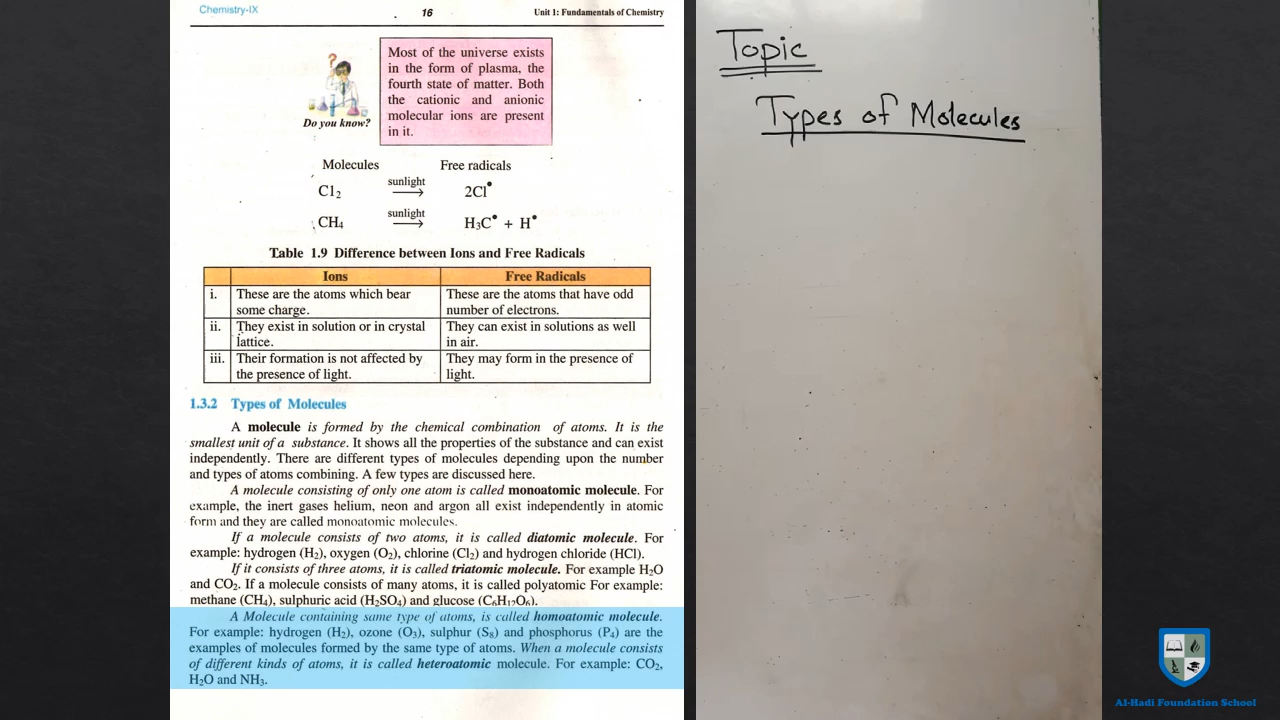 Chemistry-IX
16
Unit 1: Fundamentals of Chemistry
Do you know?
Most of the universe exists
in the form of plasma, the
fourth state of matter. Both
the cationic and anionic
molecular ions are present
in it.
Molecules Free radicals
Cl₂ sunlight → 2Cl•
CH₄ sunlight → H₃C• + H•
Table 1.9 Difference between Ions and Free Radicals
Ions Free Radicals
i. These are the atoms which bear some charge. These are the atoms that have odd number of electrons.
ii. They exist in solution or in crystal lattice. They can exist in solutions as well in air.
iii. Their formation is not affected by the presence of light. They may form in the presence of light.
1.3.2 Types of Molecules
A molecule is formed by the chemical combination of atoms. It is the
smallest unit of a substance. It shows all the properties of the substance and can exist
independently. There are different types of molecules depending upon the number
and types of atoms combining. A few types are discussed here.
A molecule consisting of only one atom is called monoatomic molecule. For
example, the inert gases helium, neon and argon all exist independently in atomic
form and they are called monoatomic molecules.
If a molecule consists of two atoms, it is called diatomic molecule. For
example: hydrogen (H₂), oxygen (O₂), chlorine (Cl₂) and hydrogen chloride (HCl).
If it consists of three atoms, it is called triatomic molecule. For example H₂O
and CO₂. If a molecule consists of many atoms, it is called polyatomic For example:
methane (CH₄), sulphuric acid (H₂SO₄) and glucose (C₆H₁₂O₆).
A Molecule containing same type of atoms, is called homoatomic molecule.
For example: hydrogen (H₂), ozone (O₃), sulphur (S₈) and phosphorus (P₄) are the
examples of molecules formed by the same type of atoms. When a molecule consists
of different kinds of atoms, it is called heteroatomic molecule. For example: CO₂,
H₂O and NH₃.
Topic
Types of Molecules
Al-Hadi Foundation School